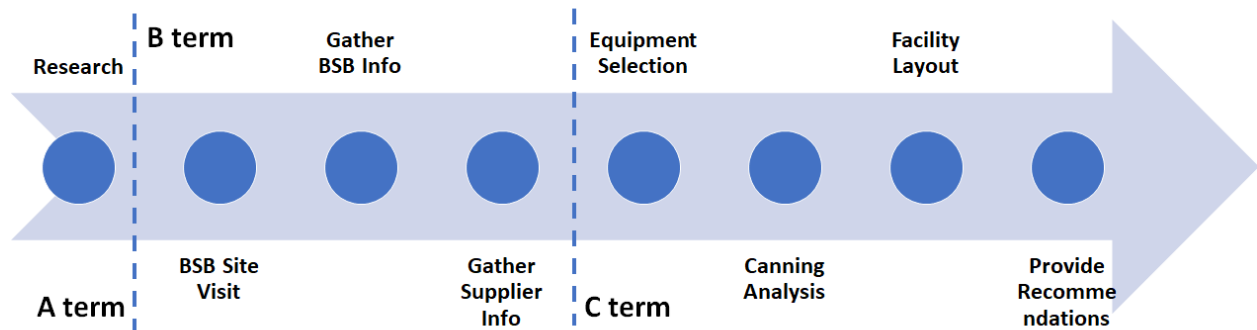 Research
B term
Gather
BSB Info
Equipment
Selection
Facility
Layout
A term
BSB Site
Visit
Gather
Supplier
Info
C term
Canning
Analysis
Provide
Recomme
ndations